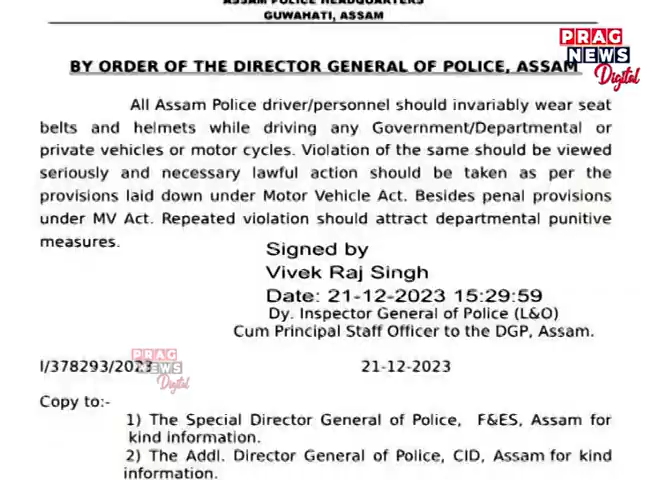 ASSAM POLICE HEADQUARTERS
GUWAHATI, ASSAM
PRAG
NEWS
Digital
BY ORDER OF THE DIRECTOR GENERAL OF POLICE, ASSAM
All Assam Police driver/personnel should invariably wear seat
belts and helmets while driving any Government/Departmental or
private vehicles or motor cycles. Violation of the same should be viewed
seriously and necessary lawful action should be taken as per the
provisions laid down under Motor Vehicle Act. Besides penal provisions
under MV Act. Repeated violation should attract departmental punitive
measures.
Signed by
Vivek Raj Singh
Date: 21-12-2023 15:29:59
Dy. Inspector General of Police (L&O)
Cum Principal Staff Officer to the DGP, Assam.
I/378293/2023 21-12-2023
PRAG
NEWS
Digital
Copy to:-
1) The Special Director General of Police, F&ES, Assam for
kind information.
2) The Addl. Director General of Police, CID, Assam for kind
information.